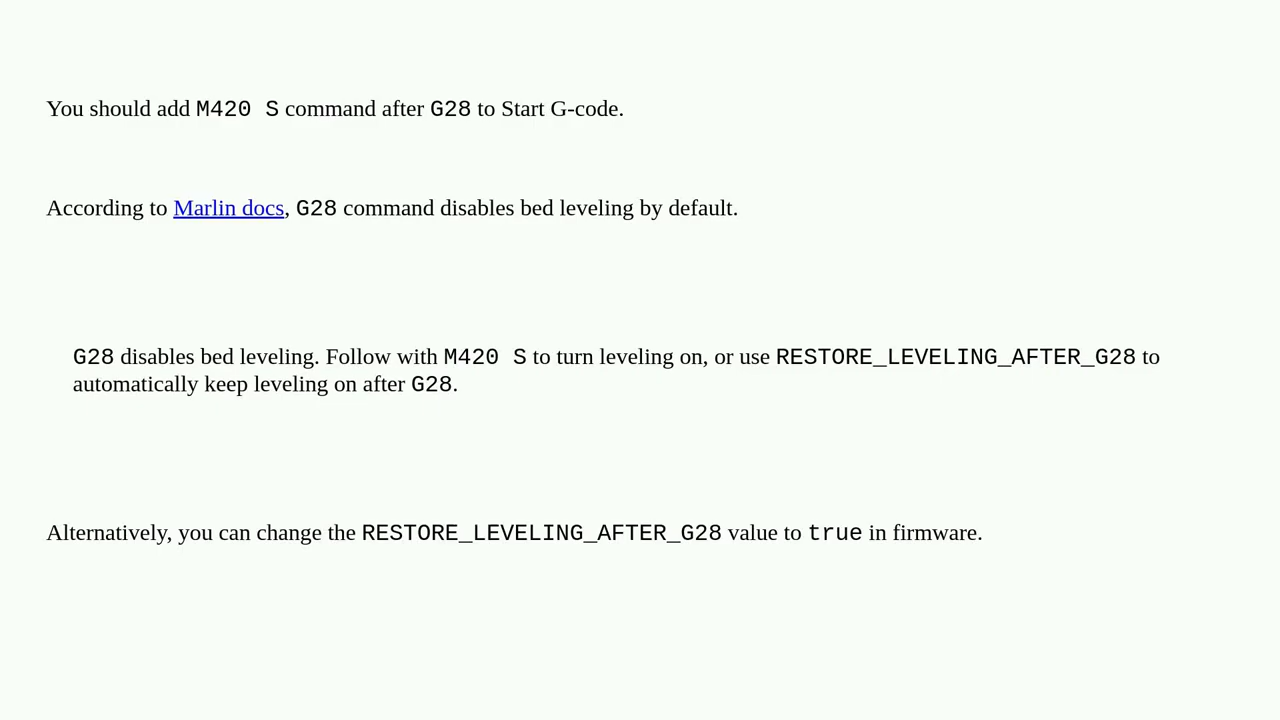 You should add M420 S command after G28 to Start G-code.
According to Marlin docs, G28 command disables bed leveling by default.
G28 disables bed leveling. Follow with M420 S to turn leveling on, or use RESTORE_LEVELING_AFTER_G28 to
automatically keep leveling on after G28.
Alternatively, you can change the RESTORE_LEVELING_AFTER_G28 value to true in firmware.